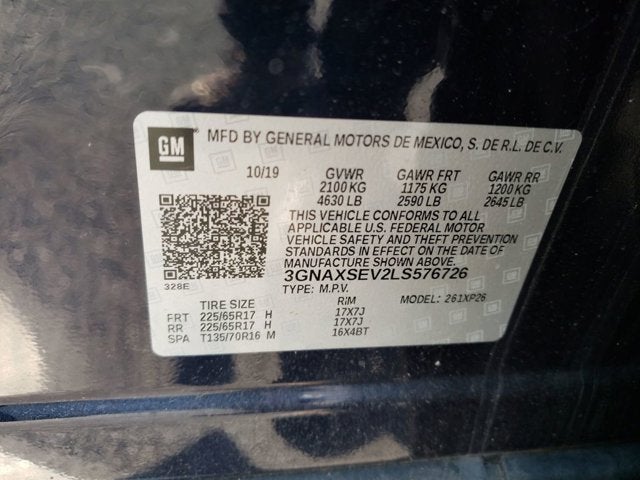 GM MFD BY GENERAL MOTORS DE MEXICO, S. DE R.L. DE C.V.
10/19 GVWR GAWR FRT GAWR RR
2100 KG 1175 KG 1200 KG
4630 LB 2590 LB 2645 LB
THIS VEHICLE CONFORMS TO ALL
APPLICABLE U.S. FEDERAL MOTOR
VEHICLE SAFETY AND THEFT PREVENTION
STANDARDS IN EFFECT ON THE DATE OF
MANUFACTURE SHOWN ABOVE.
328E
3GNAXSEV2LS576726
TYPE: M.P.V. MODEL: 261XP26
TIRE SIZE RIM
FRT 225/65R17 H 17X7J
RR 225/65R17 H 17X7J
SPA T135/70R16 M 16X4BT